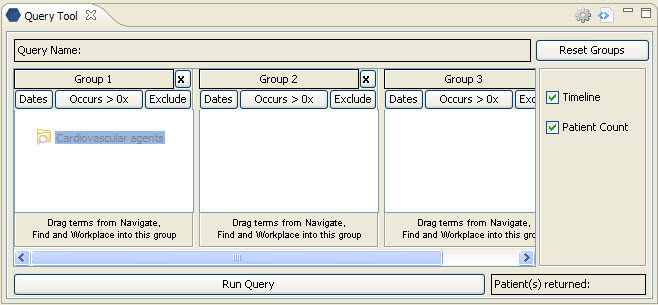 Query Tool
Query Name:
Reset Groups
Group 1 x Group 2 x Group 3
Dates Occurs > 0x Exclude Dates Occurs > 0x Exclude Dates Occurs > 0x Ex
Timeline
Cardiovascular agents
Patient Count
Drag terms from Navigate, Drag terms from Navigate, Drag terms from Navigate,
Find and Workplace into this group Find and Workplace into this group Find and Workplace into this group
Run Query
Patient(s) returned: